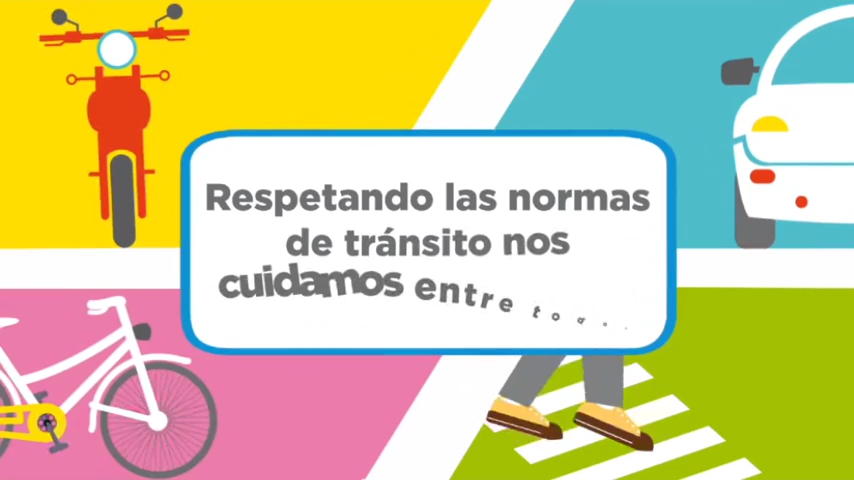 Respetando las normas
de tránsito nos
cuidamos entre